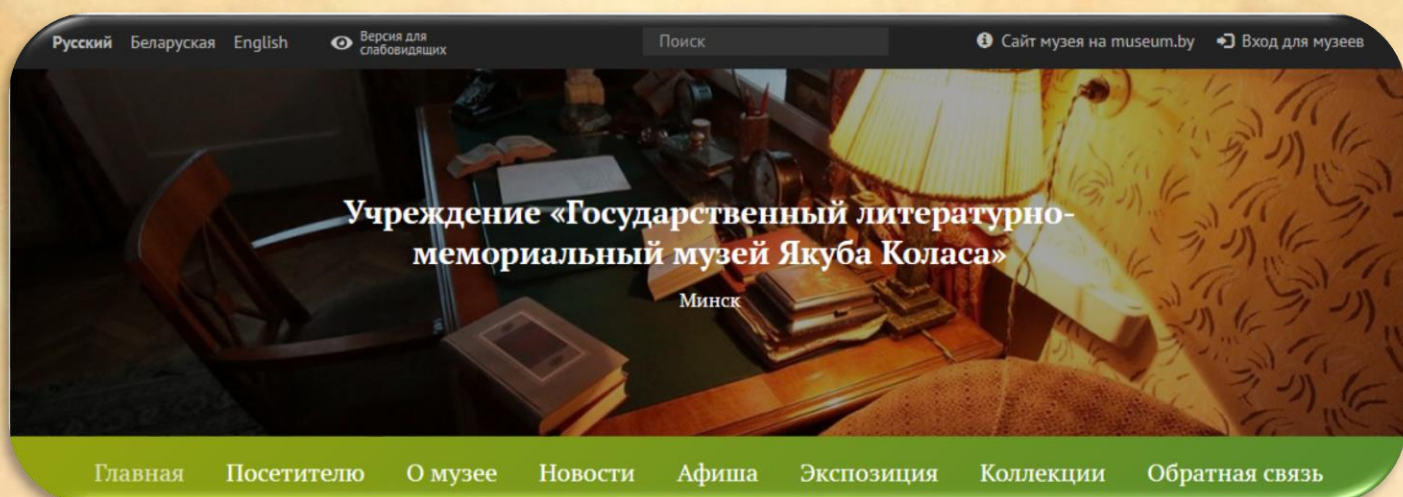 Русский Беларуская English Версия для слабовидящих Поиск Сайт музея на museum.by Вход для музеев
Учреждение «Государственный литературно-
мемориальный музей Якуба Коласа»
Минск
Главная Посетителю О музее Новости Афиша Экспозиция Коллекции Обратная связь